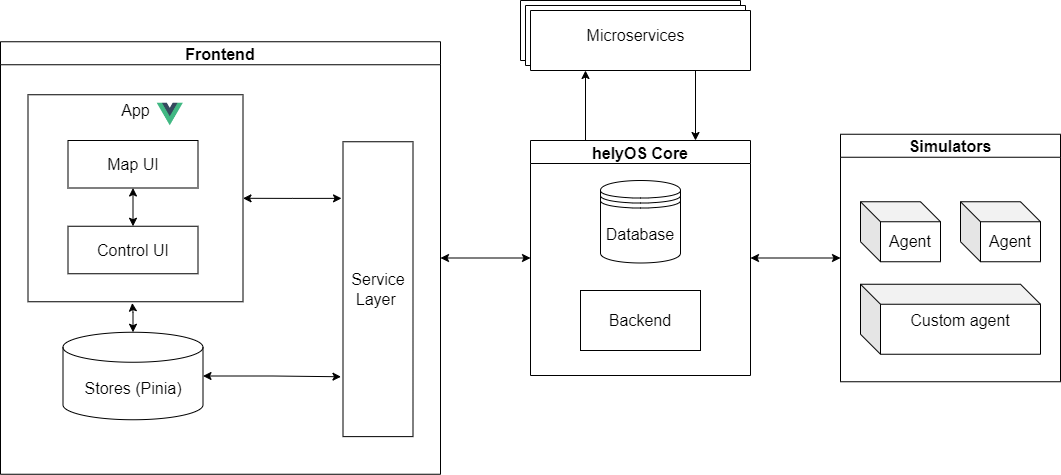 Frontend
App
Map UI
Control UI
Stores (Pinia)
Service
Layer
Microservices
helyOS Core
Database
Backend
Simulators
Agent
Agent
Custom agent